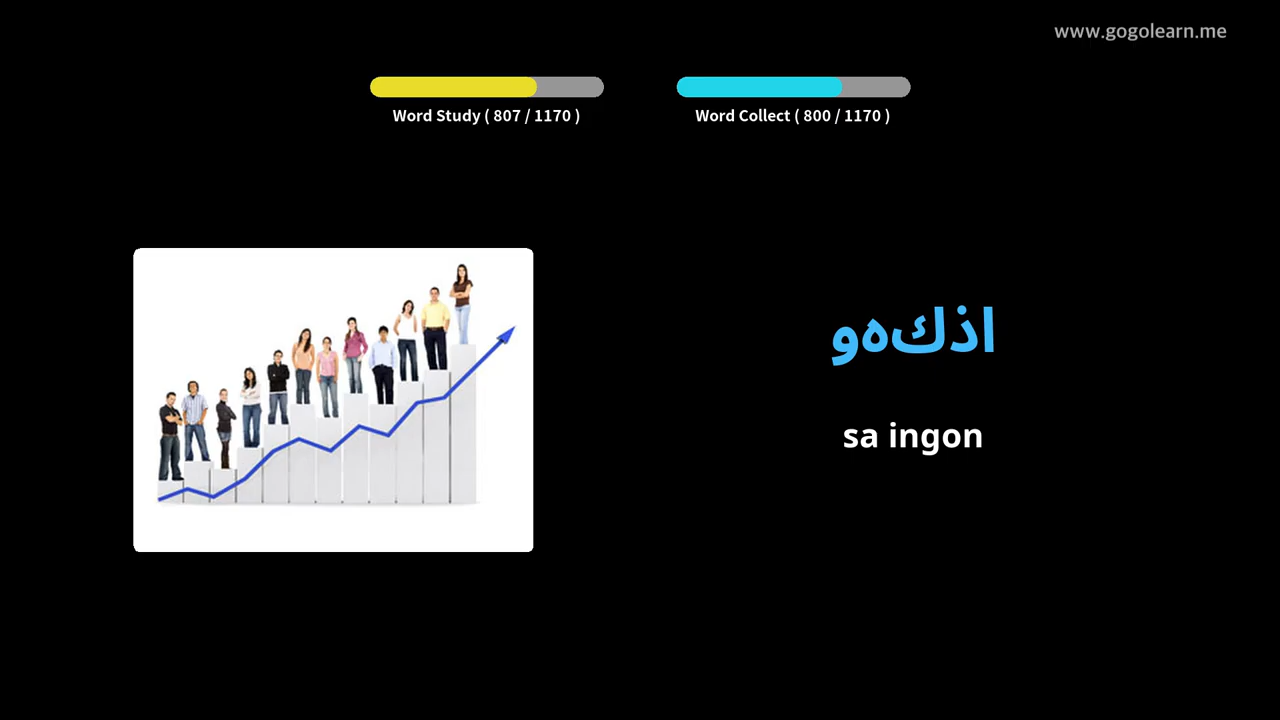 www.gogolearn.me
Word Study ( 807 / 1170 )
Word Collect ( 800 / 1170 )
اذكهو
sa ingon